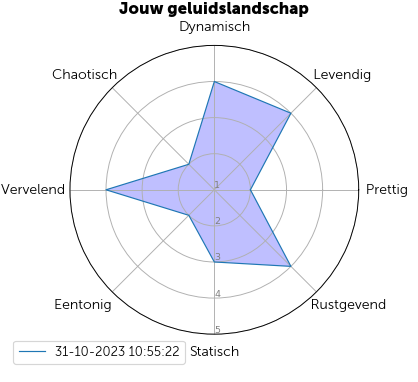 Jouw geluidslandschap
Dynamisch
Chaotisch
Levendig
Vervelend
1
Prettig
2
3
4
Eentonig
Rustgevend
5
31-10-2023 10:55:22
Statisch